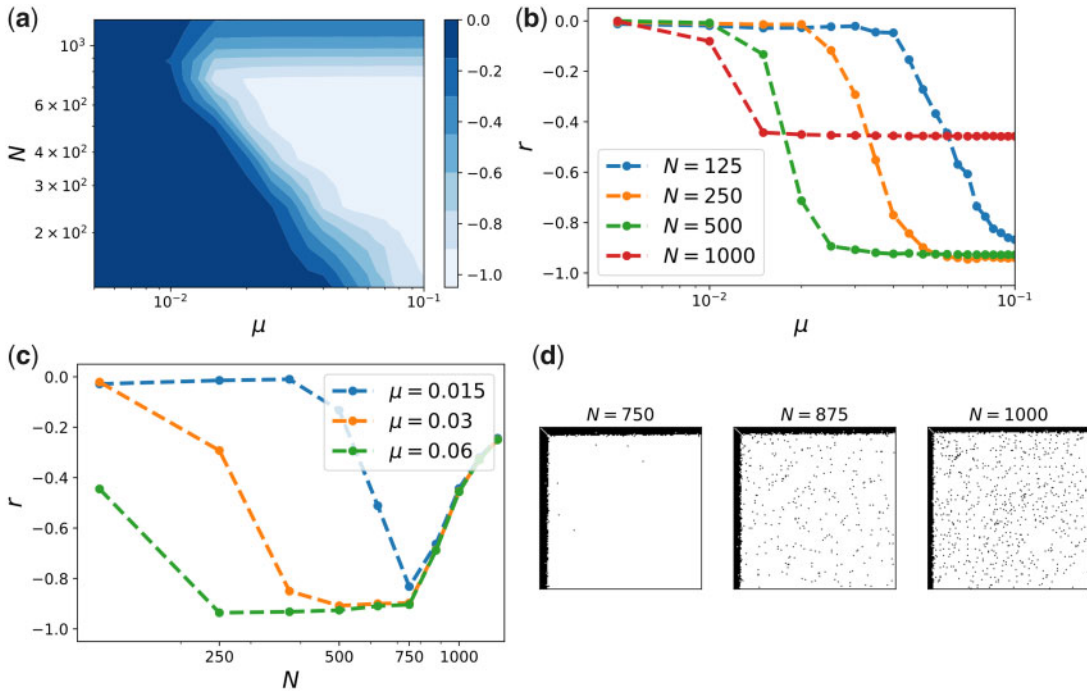 (a)
10³
6 × 10²
4 × 10²
3 × 10²
2 × 10²
N
10⁻²
10⁻¹
μ
0.0
−0.2
−0.4
−0.6
−0.8
−1.0
(b)
0.0
−0.2
−0.4
−0.6
−0.8
−1.0
r
N = 125
N = 250
N = 500
N = 1000
10⁻²
10⁻¹
μ
(c)
0.0
−0.2
−0.4
−0.6
−0.8
−1.0
r
μ = 0.015
μ = 0.03
μ = 0.06
250
500
750
1000
N
(d)
N = 750
N = 875
N = 1000